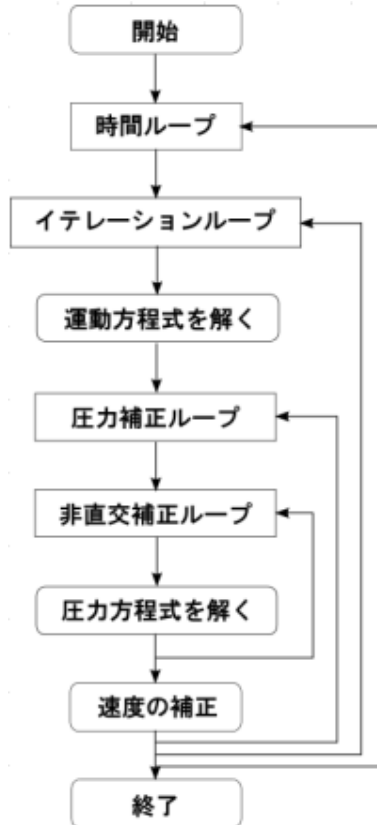 開始
時間ループ
イテレーションループ
運動方程式を解く
圧力補正ループ
非直交補正ループ
圧力方程式を解く
速度の補正
終了